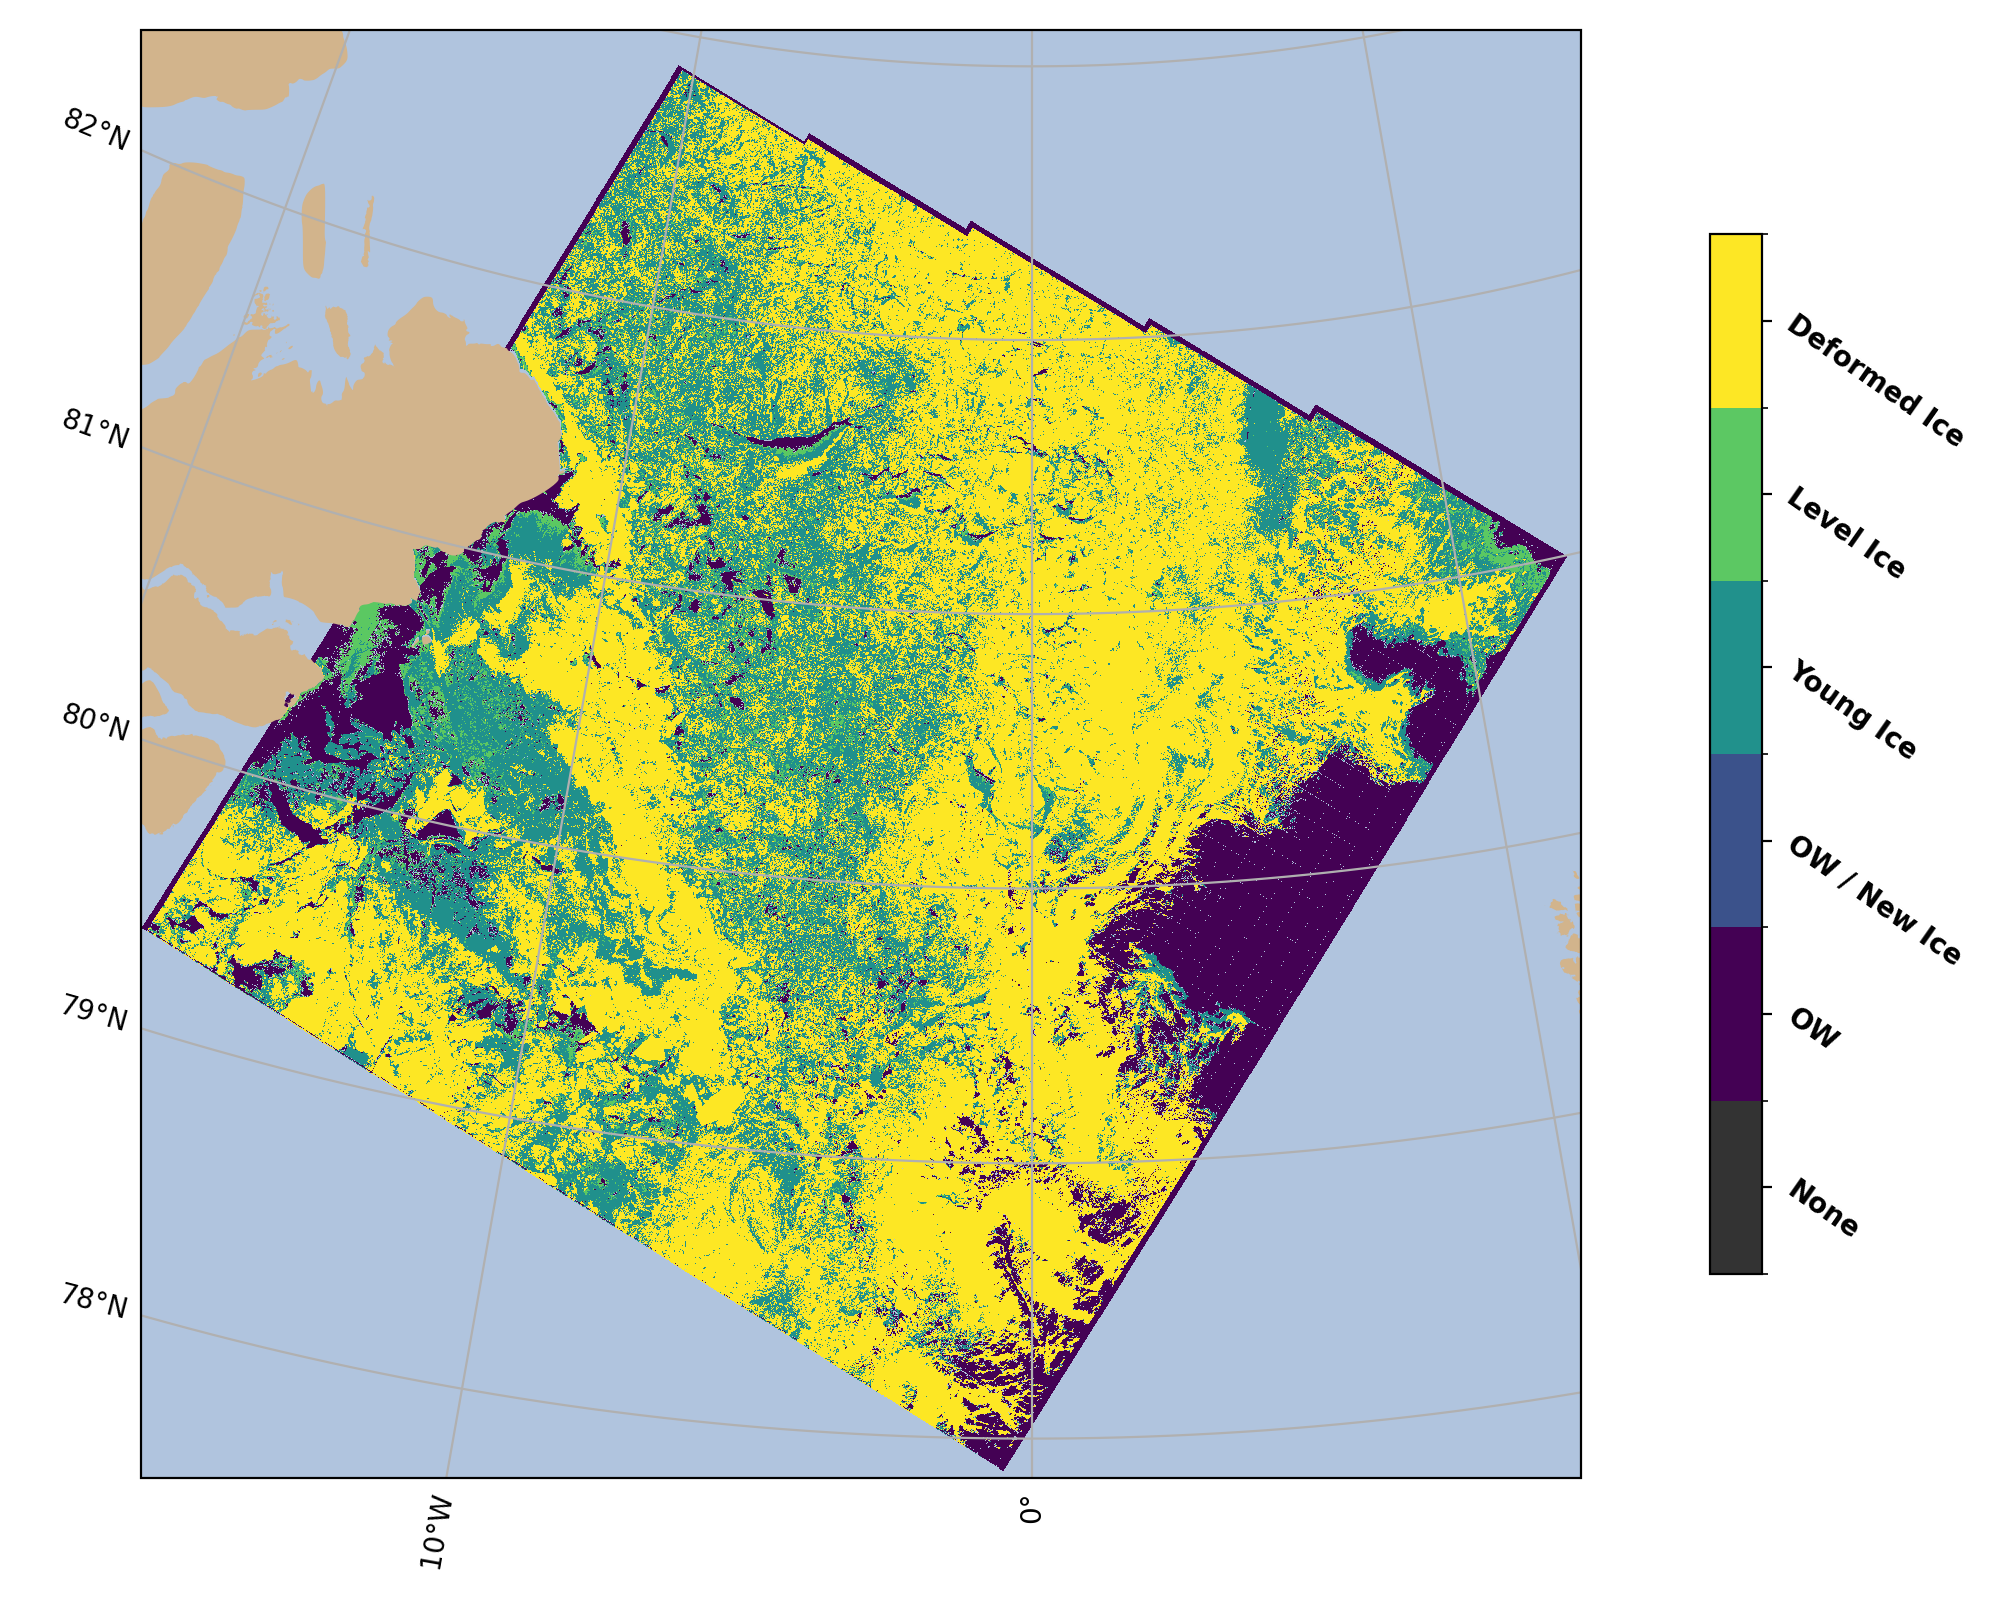 82°N
81°N
80°N
79°N
78°N
10°W
0°
Deformed Ice
Level Ice
Young Ice
OW / New Ice
OW
None